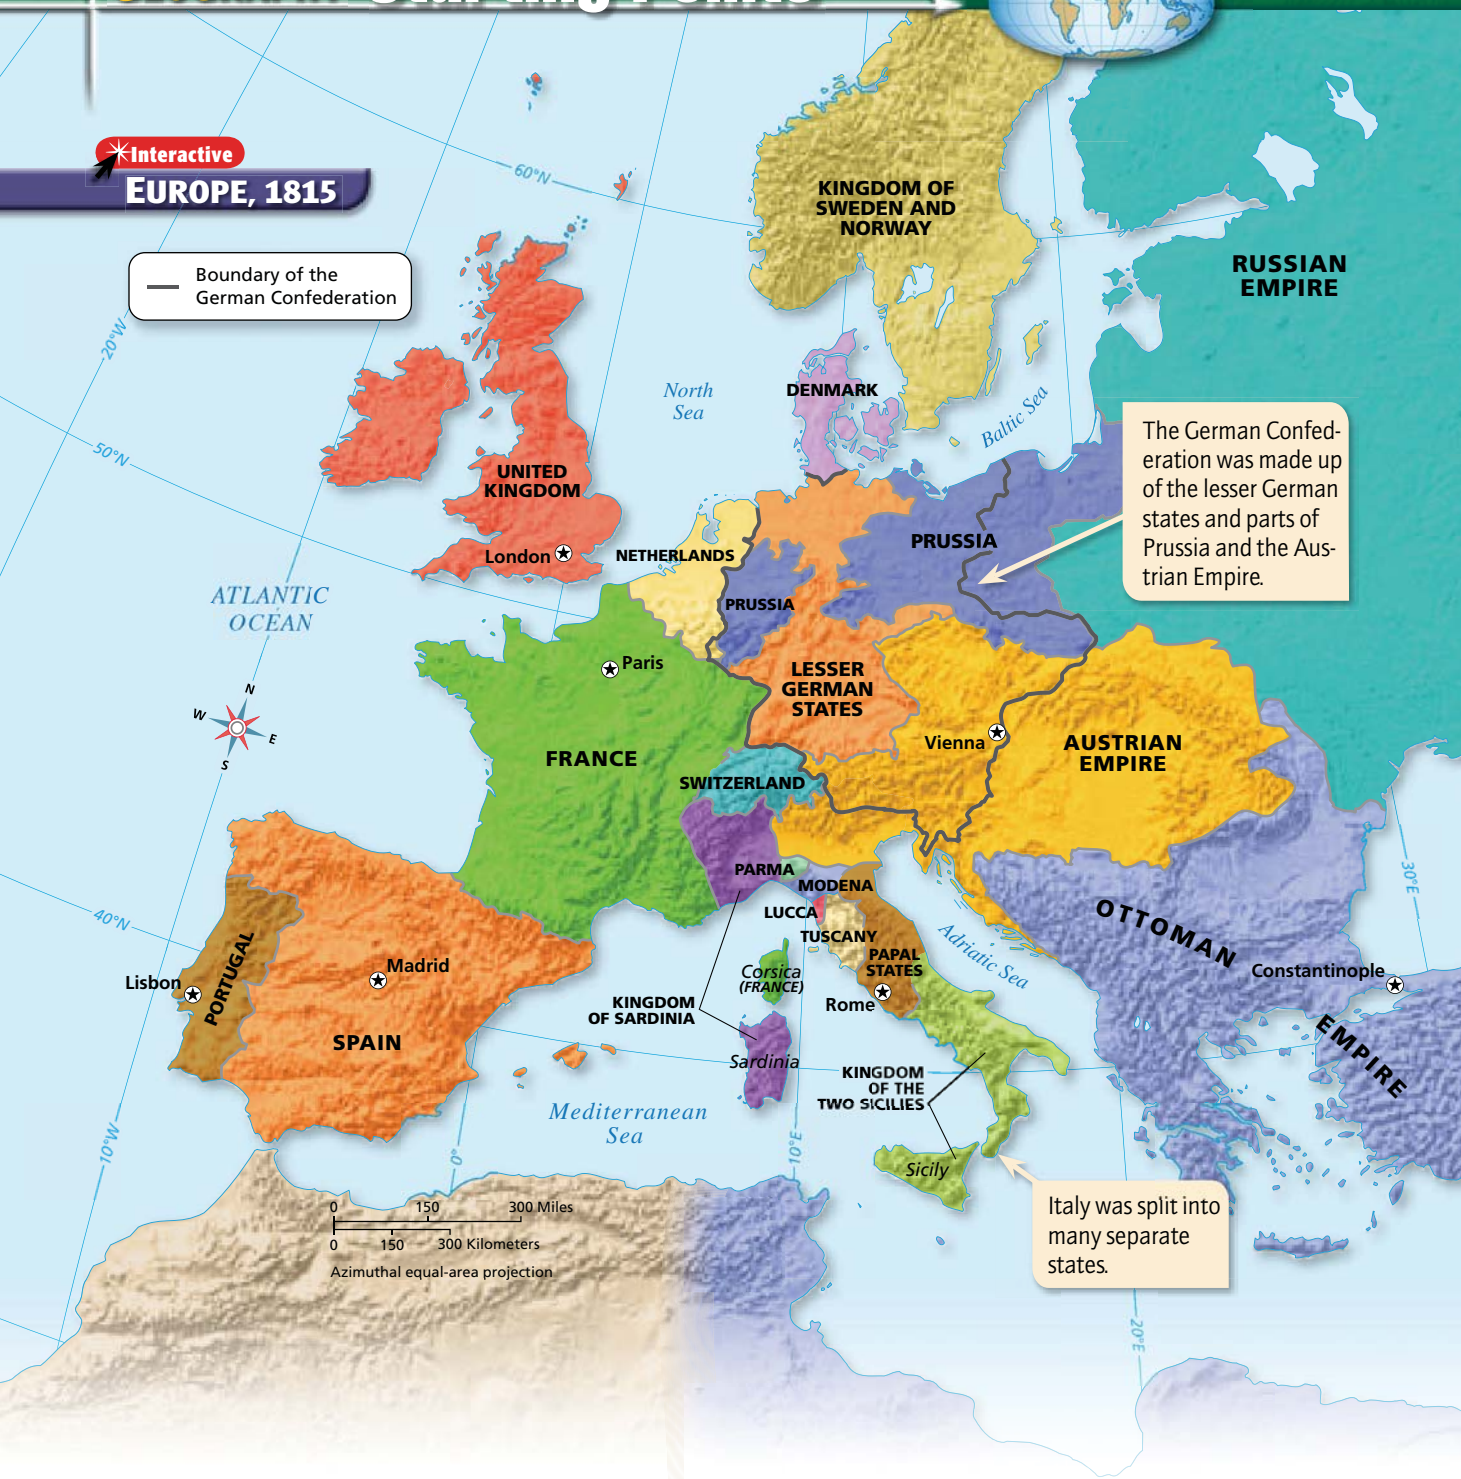 Interactive
EUROPE, 1815
Boundary of the
German Confederation
60°N
20°W
50°N
40°N
10°W
0°
10°E
20°E
30°E
KINGDOM OF
SWEDEN AND
NORWAY
RUSSIAN
EMPIRE
North
Sea
DENMARK
Baltic Sea
The German Confed-
eration was made up
of the lesser German
states and parts of
Prussia and the Aus-
trian Empire.
UNITED
KINGDOM
London
NETHERLANDS
PRUSSIA
PRUSSIA
ATLANTIC
OCEAN
N
W
E
S
Paris
LESSER
GERMAN
STATES
FRANCE
Vienna
AUSTRIAN
EMPIRE
SWITZERLAND
PARMA
MODENA
LUCCA
TUSCANY
PAPAL
STATES
Rome
Adriatic Sea
OTTOMAN
EMPIRE
Constantinople
PORTUGAL
Lisbon
Madrid
SPAIN
Corsica
(FRANCE)
KINGDOM
OF SARDINIA
Sardinia
KINGDOM
OF THE
TWO SICILIES
Sicily
Mediterranean
Sea
Italy was split into
many separate
states.
0 150 300 Miles
0 150 300 Kilometers
Azimuthal equal-area projection